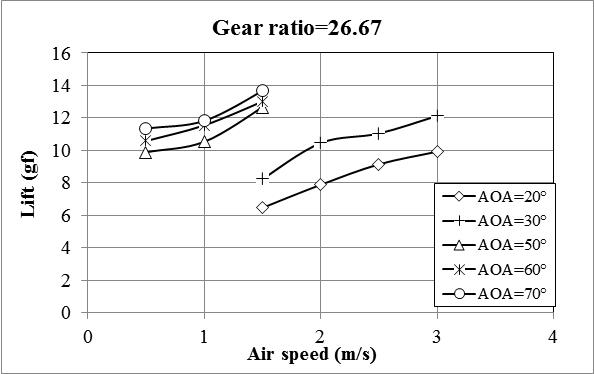 Gear ratio=26.67
16
14
12
10
8
6
4
2
0
Lift (gf)
AOA=20°
AOA=30°
AOA=50°
AOA=60°
AOA=70°
0 1 2 3 4
Air speed (m/s)